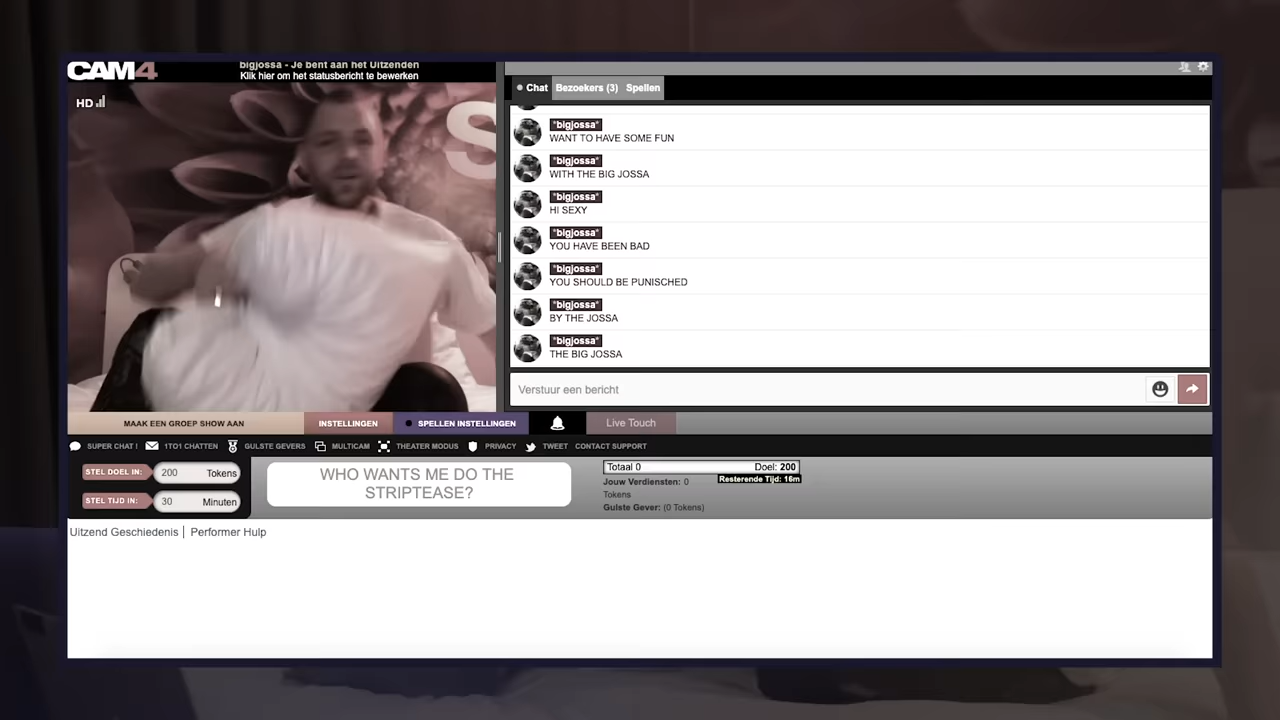 CAM4
bigjossa - Je bent aan het Uitzenden
Klik hier om het statusbericht te bewerken
HD
S
Chat
Bezoekers (3)
Spellen
*bigjossa*
WANT TO HAVE SOME FUN
*bigjossa*
WITH THE BIG JOSSA
*bigjossa*
HI SEXY
*bigjossa*
YOU HAVE BEEN BAD
*bigjossa*
YOU SHOULD BE PUNISCHED
*bigjossa*
BY THE JOSSA
*bigjossa*
THE BIG JOSSA
Verstuur een bericht
MAAK EEN GROEP SHOW AAN
INSTELLINGEN
SPELLEN INSTELLINGEN
Live Touch
SUPER CHAT !
1TO1 CHATTEN
GULSTE GEVERS
MULTICAM
THEATER MODUS
PRIVACY
TWEET
CONTACT SUPPORT
STEL DOEL IN:
200
Tokens
STEL TIJD IN:
30
Minuten
WHO WANTS ME DO THE
STRIPTEASE?
Totaal 0
Doel: 200
Resterende Tijd: 16m
Jouw Verdiensten: 0
Tokens
Gulste Gever: (0 Tokens)
Uitzend Geschiedenis | Performer Hulp